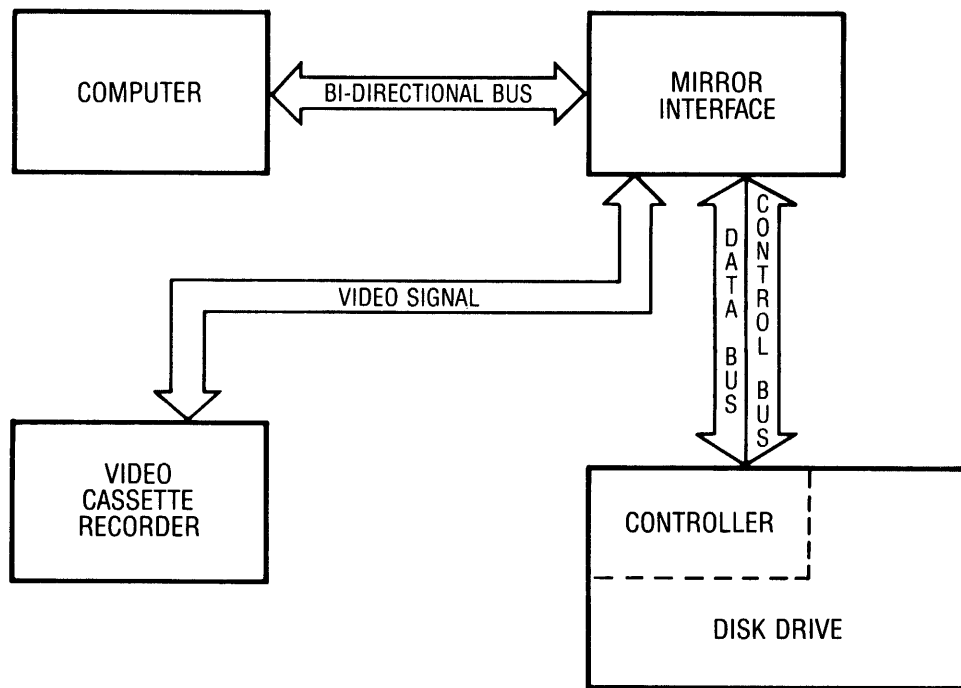 COMPUTER
BI-DIRECTIONAL BUS
MIRROR
INTERFACE
VIDEO SIGNAL
DATA BUS
CONTROL BUS
VIDEO
CASSETTE
RECORDER
CONTROLLER
DISK DRIVE